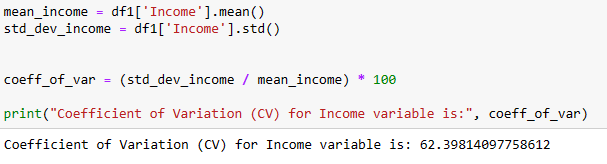 mean_income = df1['Income'].mean()
std_dev_income = df1['Income'].std()
coeff_of_var = (std_dev_income / mean_income) * 100
print("Coefficient of Variation (CV) for Income variable is:", coeff_of_var)
Coefficient of Variation (CV) for Income variable is: 62.39814097758612